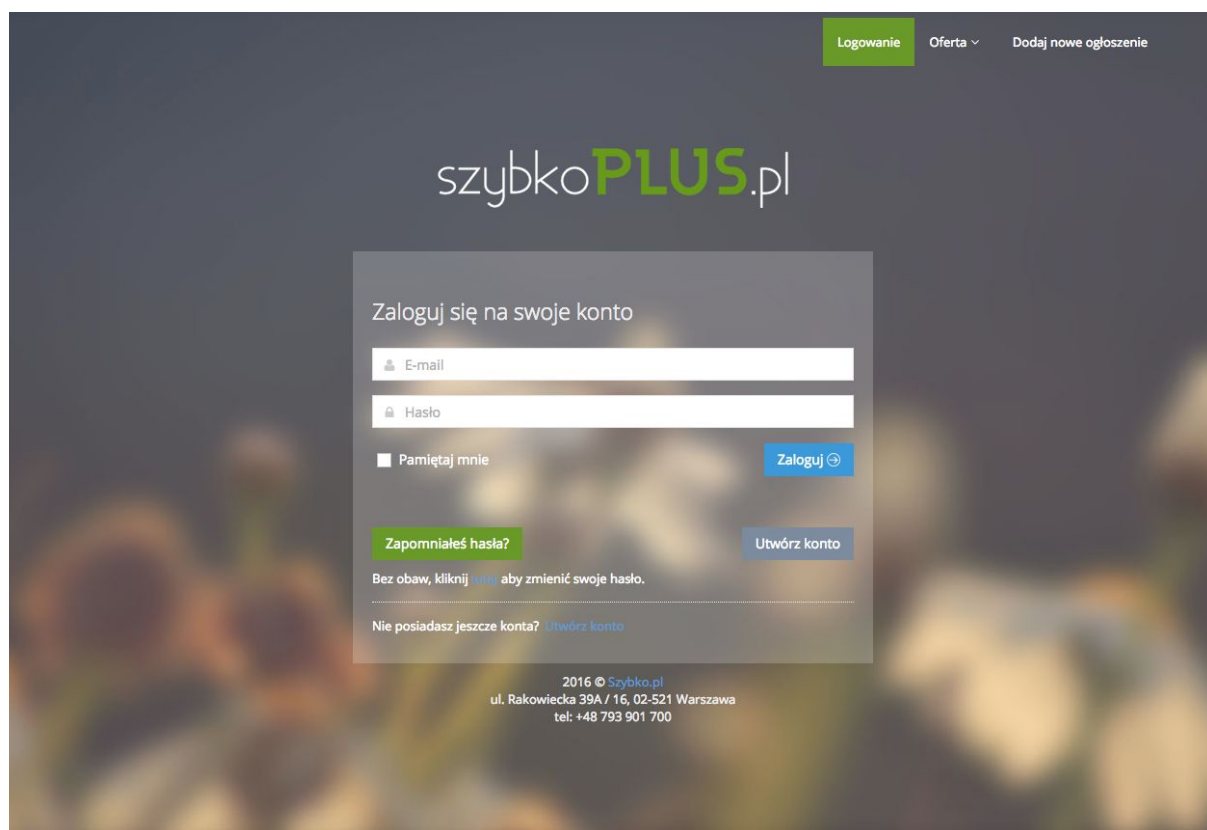 Logowanie Oferta Dodaj nowe ogłoszenie
szybkoPLUS.pl
Zaloguj się na swoje konto
E-mail
Hasło
Pamiętaj mnie Zaloguj
Zapomniałeś hasła? Utwórz konto
Bez obaw, kliknij aby zmienić swoje hasło.
Nie posiadasz jeszcze konta? Utwórz konto
2016 © Szybko.pl
ul. Rakowiecka 39A / 16, 02-521 Warszawa
tel: +48 793 901 700